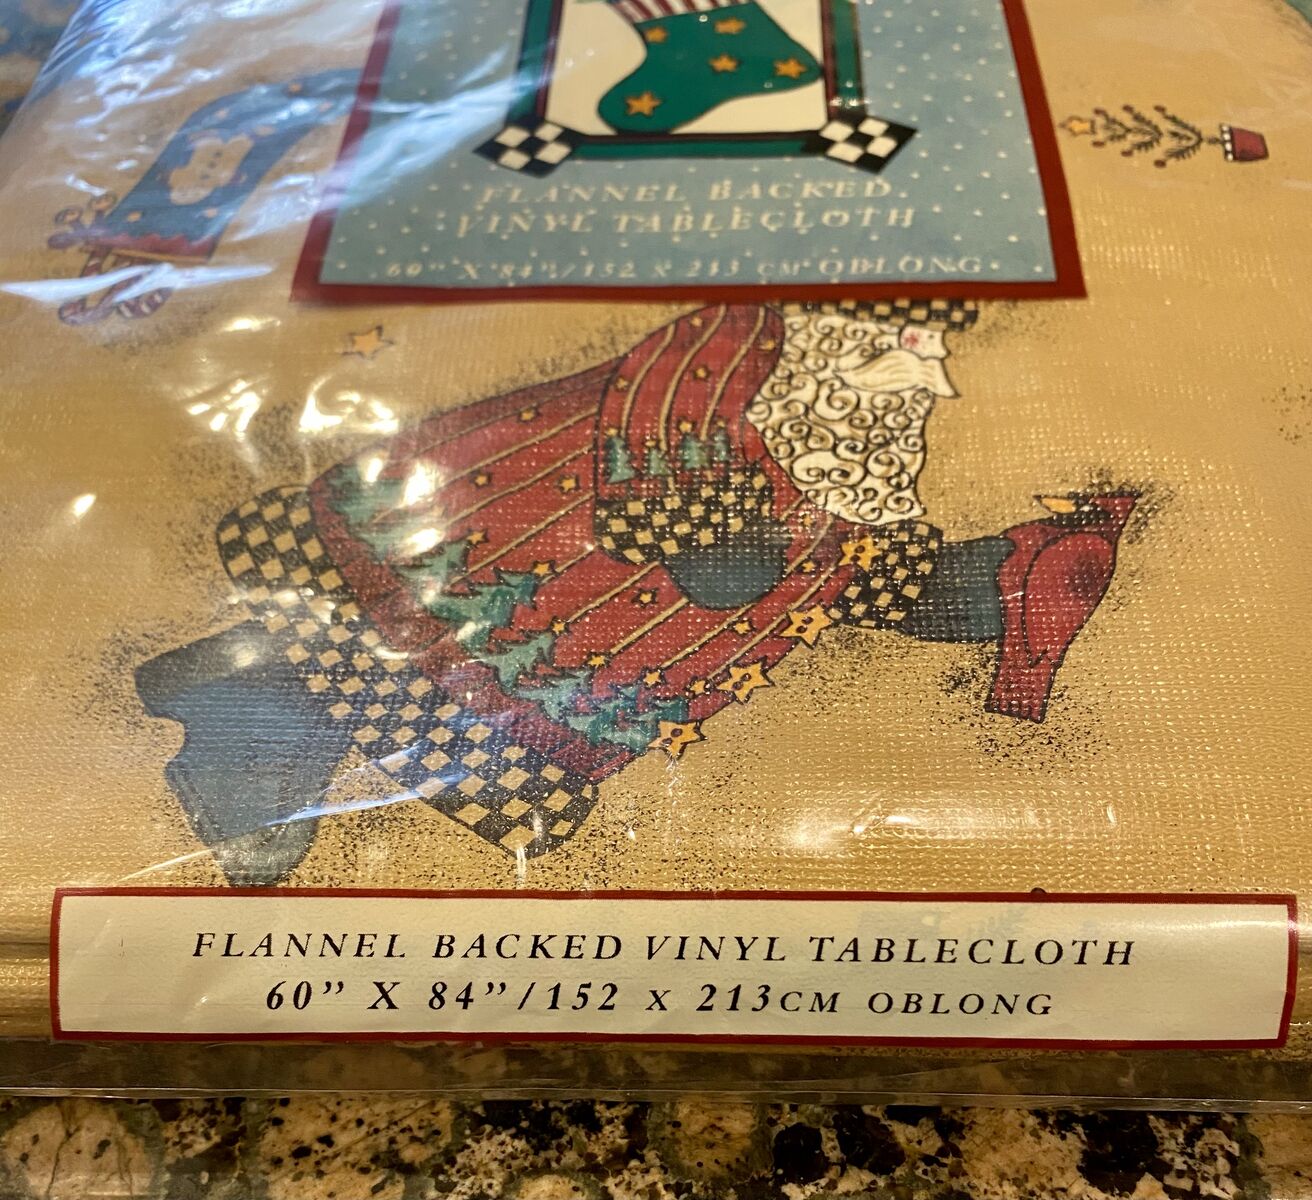 FLANNEL BACKED
VINYL TABLECLOTH
60" X 84"/152 X 213 CM OBLONG
FLANNEL BACKED VINYL TABLECLOTH
60” X 84”/152 X 213CM OBLONG